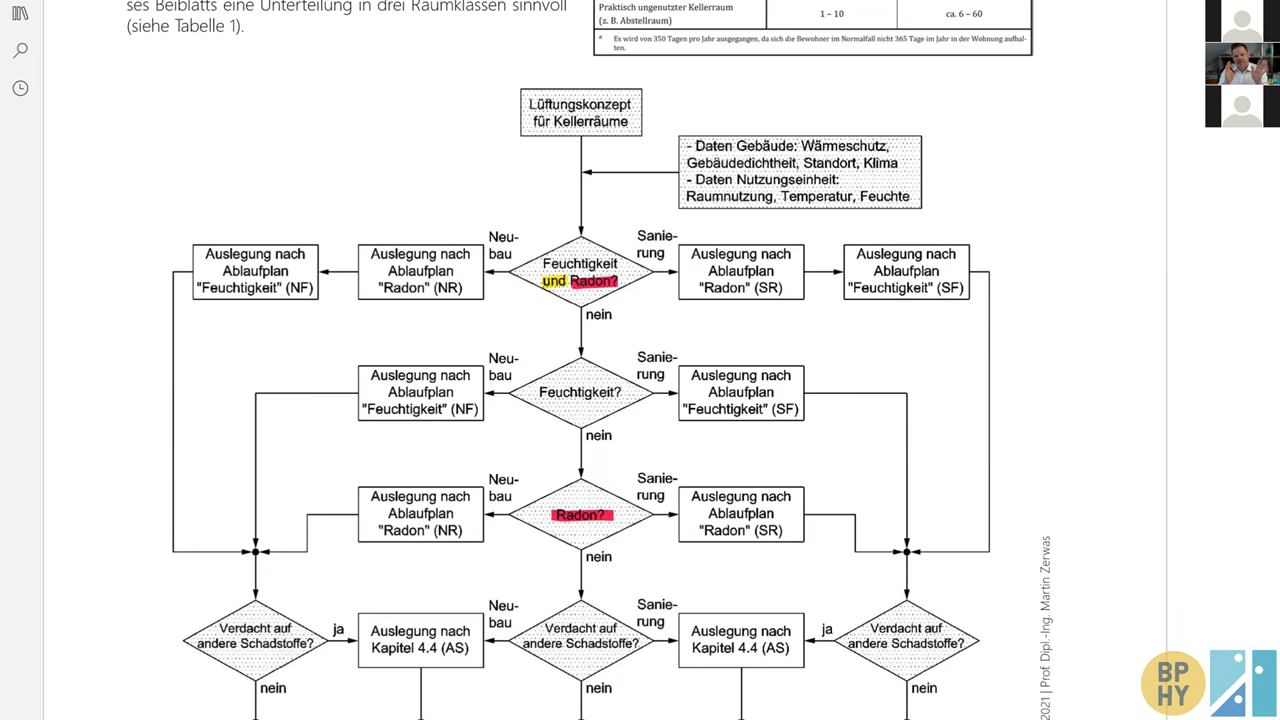 ses Beiblatts eine Unterteilung in drei Raumklassen sinnvoll
(siehe Tabelle 1).
Praktisch ungenutzter Kellerraum
(z. B. Abstellraum)
1 – 10
ca. 6 – 60
a Es wird von 350 Tagen pro Jahr ausgegangen, da sich die Bewohner im Normalfall nicht 365 Tage im Jahr in der Wohnung aufhal-
ten.
Lüftungskonzept
für Kellerräume
- Daten Gebäude: Wärmeschutz,
Gebäudedichtheit, Standort, Klima
- Daten Nutzungseinheit:
Raumnutzung, Temperatur, Feuchte
Auslegung nach
Ablaufplan
"Feuchtigkeit" (NF)
Auslegung nach
Ablaufplan
"Radon" (NR)
Neu-
bau
Feuchtigkeit
und Radon?
Sanie-
rung
Auslegung nach
Ablaufplan
"Radon" (SR)
Auslegung nach
Ablaufplan
"Feuchtigkeit" (SF)
nein
Auslegung nach
Ablaufplan
"Feuchtigkeit" (NF)
Neu-
bau
Feuchtigkeit?
Sanie-
rung
Auslegung nach
Ablaufplan
"Feuchtigkeit" (SF)
nein
Auslegung nach
Ablaufplan
"Radon" (NR)
Neu-
bau
Radon?
Sanie-
rung
Auslegung nach
Ablaufplan
"Radon" (SR)
nein
Verdacht auf
andere Schadstoffe?
ja
Auslegung nach
Kapitel 4.4 (AS)
Neu-
bau
Verdacht auf
andere Schadstoffe?
Sanie-
rung
Auslegung nach
Kapitel 4.4 (AS)
ja
Verdacht auf
andere Schadstoffe?
nein
nein
nein
2021 | Prof. Dipl.-Ing. Martin Zerwas
BP
HY